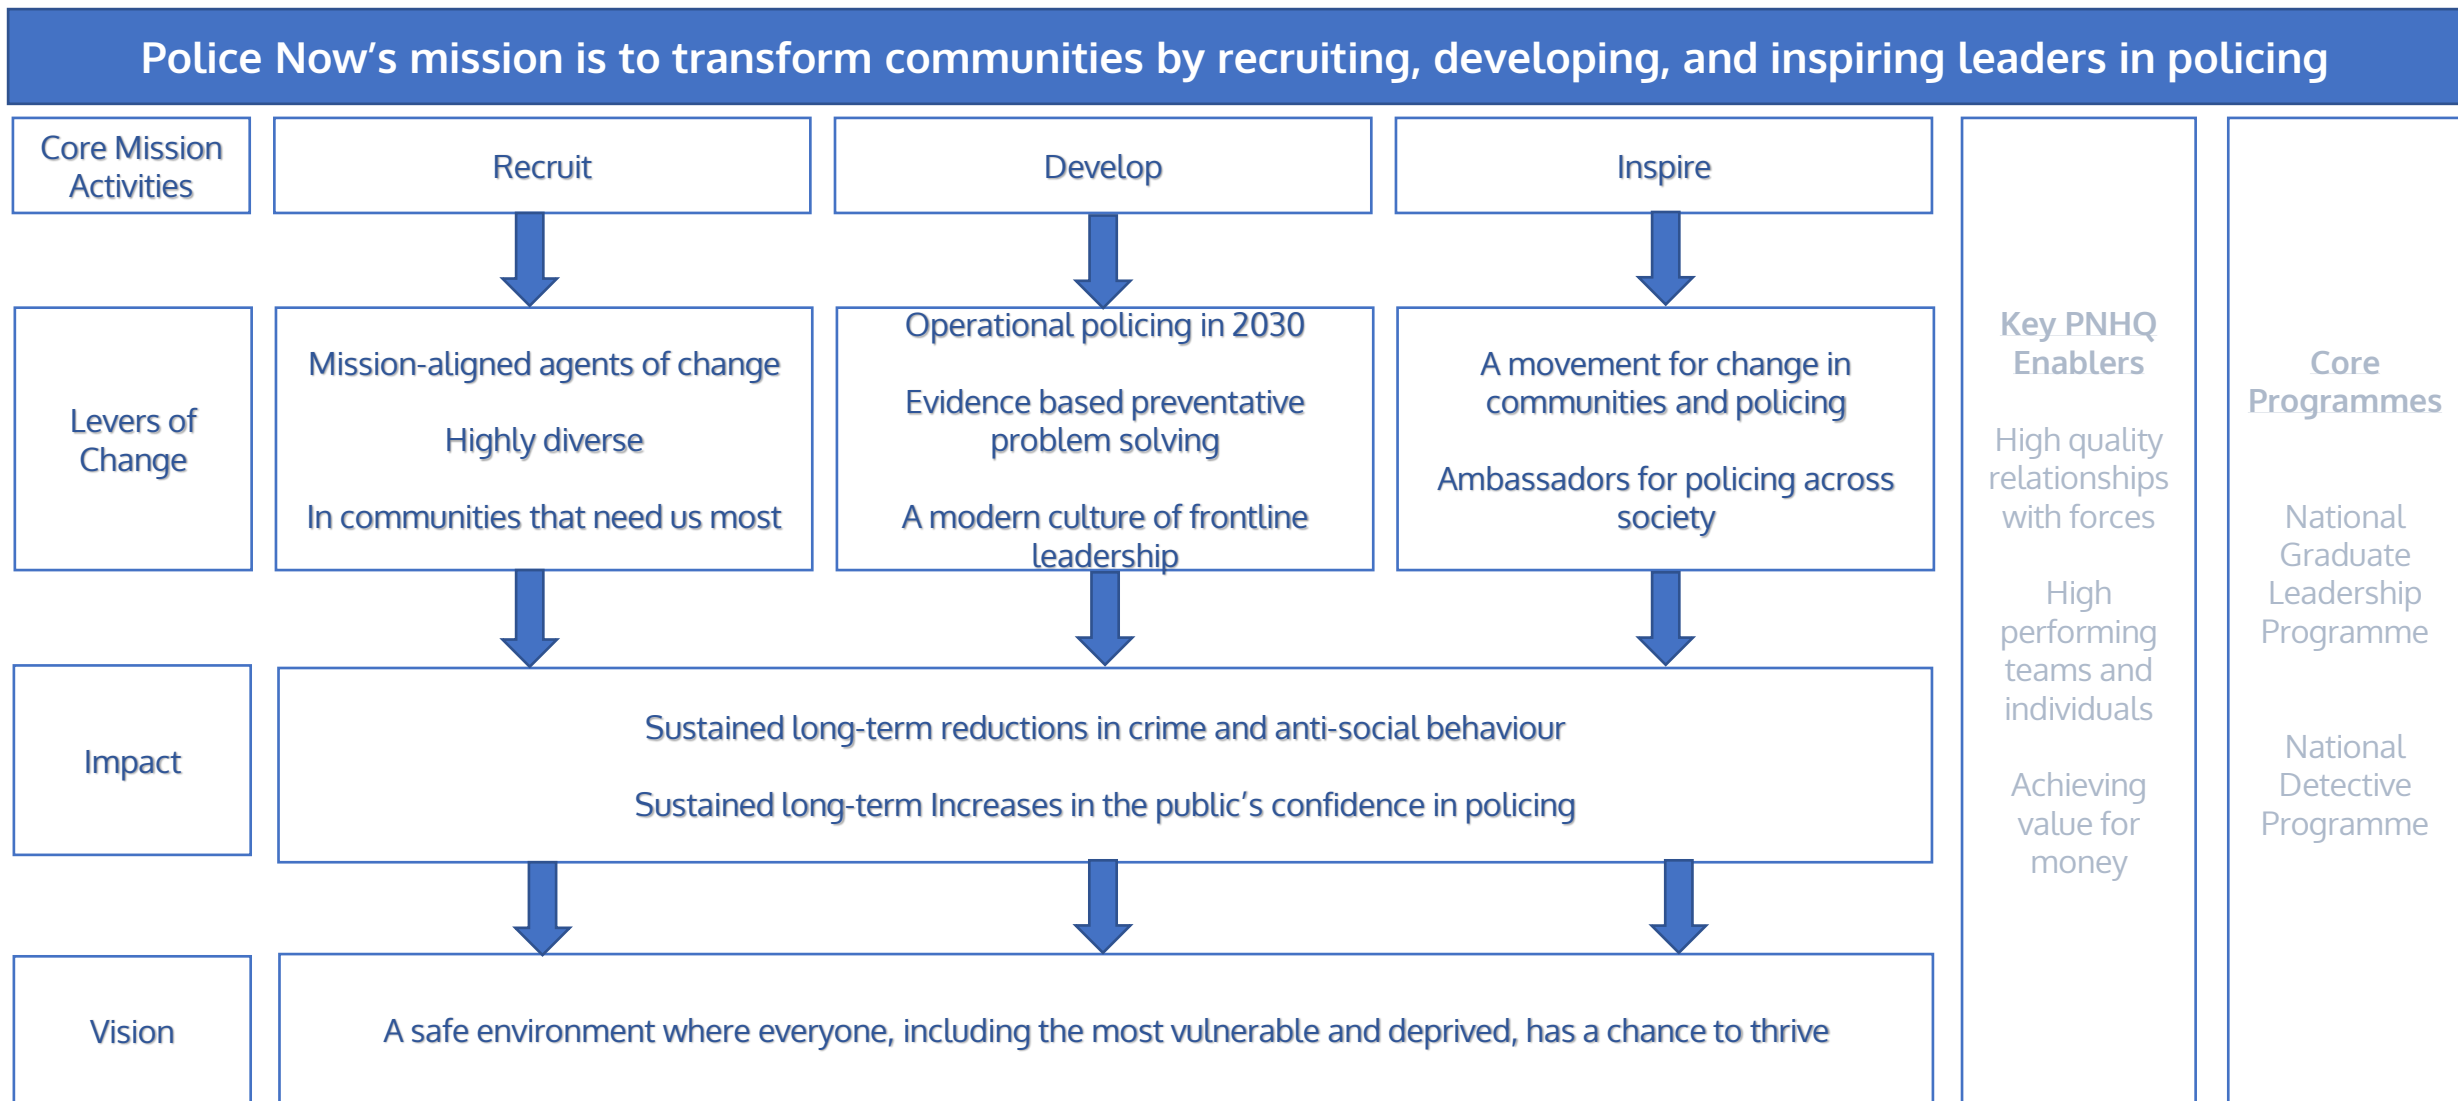 Police Now’s mission is to transform communities by recruiting, developing, and inspiring leaders in policing
Core Mission
Activities
Recruit
Develop
Inspire
Levers of
Change
Mission-aligned agents of change
Highly diverse
In communities that need us most
Operational policing in 2030
Evidence based preventative
problem solving
A modern culture of frontline
leadership
A movement for change in
communities and policing
Ambassadors for policing across
society
Impact
Sustained long-term reductions in crime and anti-social behaviour
Sustained long-term Increases in the public’s confidence in policing
Vision
A safe environment where everyone, including the most vulnerable and deprived, has a chance to thrive
Key PNHQ
Enablers
High quality
relationships
with forces
High
performing
teams and
individuals
Achieving
value for
money
Core
Programmes
National
Graduate
Leadership
Programme
National
Detective
Programme